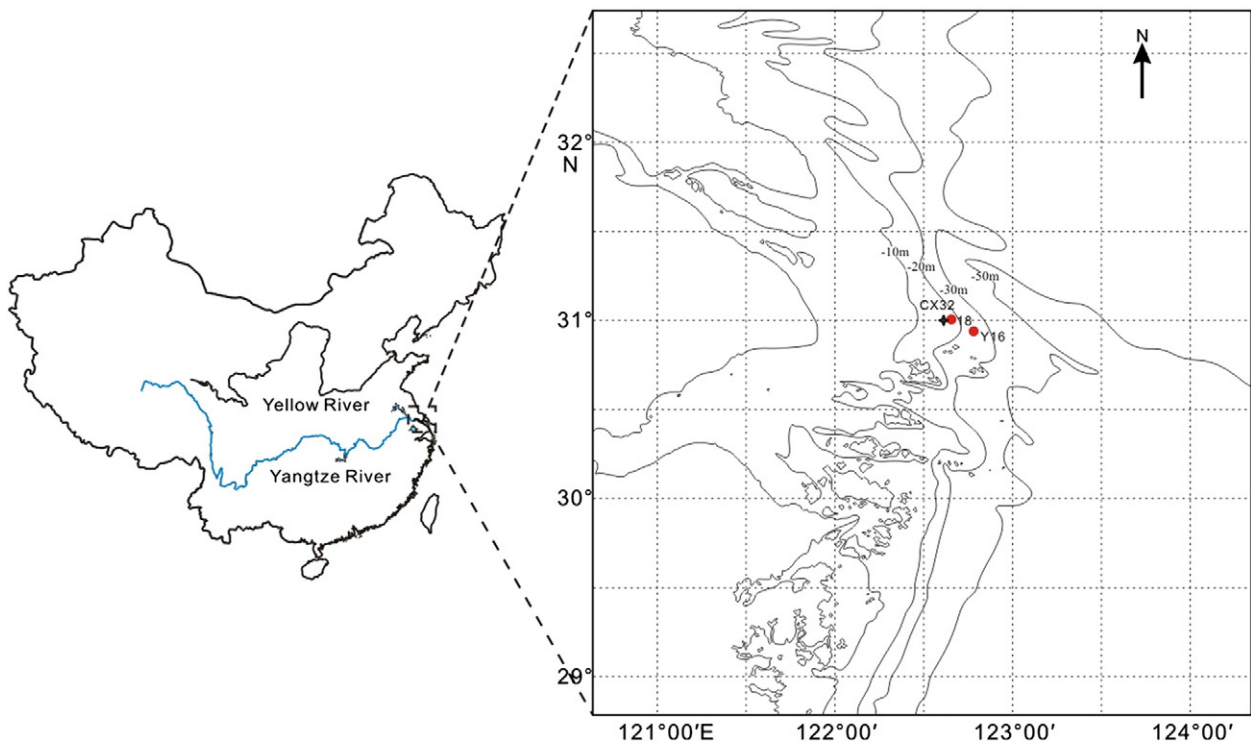 N
32°
N
-10m
-20m
-50m
-30m
CX32
31°
18
Y16
Yellow River
Yangtze River
30°
29°
121°00′E
122°00′
123°00′
124°00′